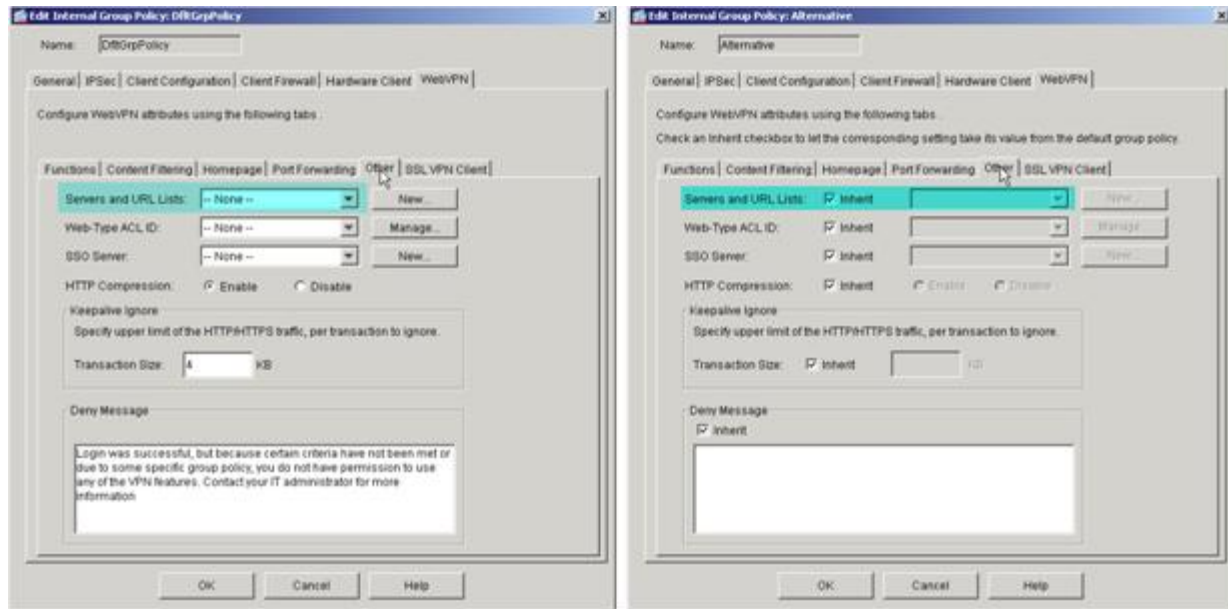 Edit Internal Group Policy: DfltGrpPolicy
Name: DfltGrpPolicy
General IPSec Client Configuration Client Firewall Hardware Client WebVPN
Configure WebVPN attributes using the following tabs .
Functions Content Filtering Homepage Port Forwarding Other SSL VPN Client
Servers and URL Lists: -- None -- New...
Web-Type ACL ID: -- None -- Manage...
SSO Server: -- None -- New...
HTTP Compression: Enable Disable
Keepalive Ignore
Specify upper limit of the HTTP/HTTPS traffic, per transaction to ignore.
Transaction Size: 4 KB
Deny Message
Login was successful, but because certain criteria have not been met or
due to some specific group policy, you do not have permission to use
any of the VPN features. Contact your IT administrator for more
information
OK Cancel Help
Edit Internal Group Policy: Alternative
Name: Alternative
General IPSec Client Configuration Client Firewall Hardware Client WebVPN
Configure WebVPN attributes using the following tabs .
Check an Inherit checkbox to let the corresponding setting take its value from the default group policy.
Functions Content Filtering Homepage Port Forwarding Other SSL VPN Client
Servers and URL Lists: Inherit New...
Web-Type ACL ID: Inherit Manage...
SSO Server: Inherit New...
HTTP Compression: Inherit Enable Disable
Keepalive Ignore
Specify upper limit of the HTTP/HTTPS traffic, per transaction to ignore.
Transaction Size: Inherit KB
Deny Message
Inherit
OK Cancel Help